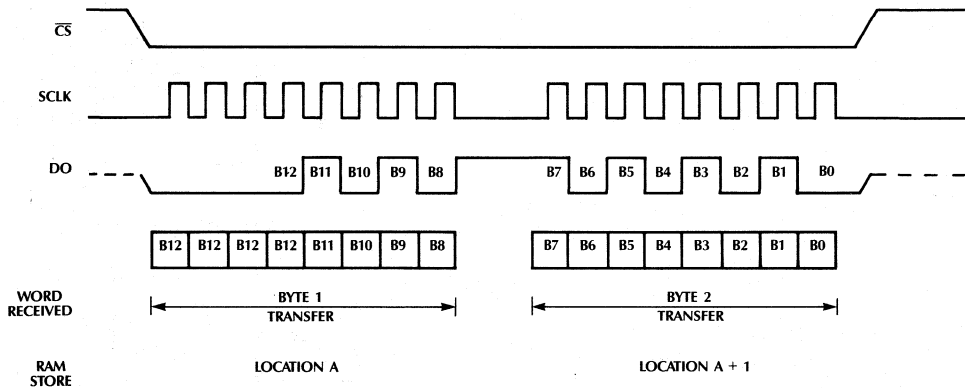 CS
SCLK
DO
B12 B11 B10 B9 B8 B7 B6 B5 B4 B3 B2 B1 B0
B12 B12 B12 B12 B11 B10 B9 B8 B7 B6 B5 B4 B3 B2 B1 B0
WORD
RECEIVED
BYTE 1
TRANSFER
BYTE 2
TRANSFER
RAM
STORE
LOCATION A
LOCATION A + 1